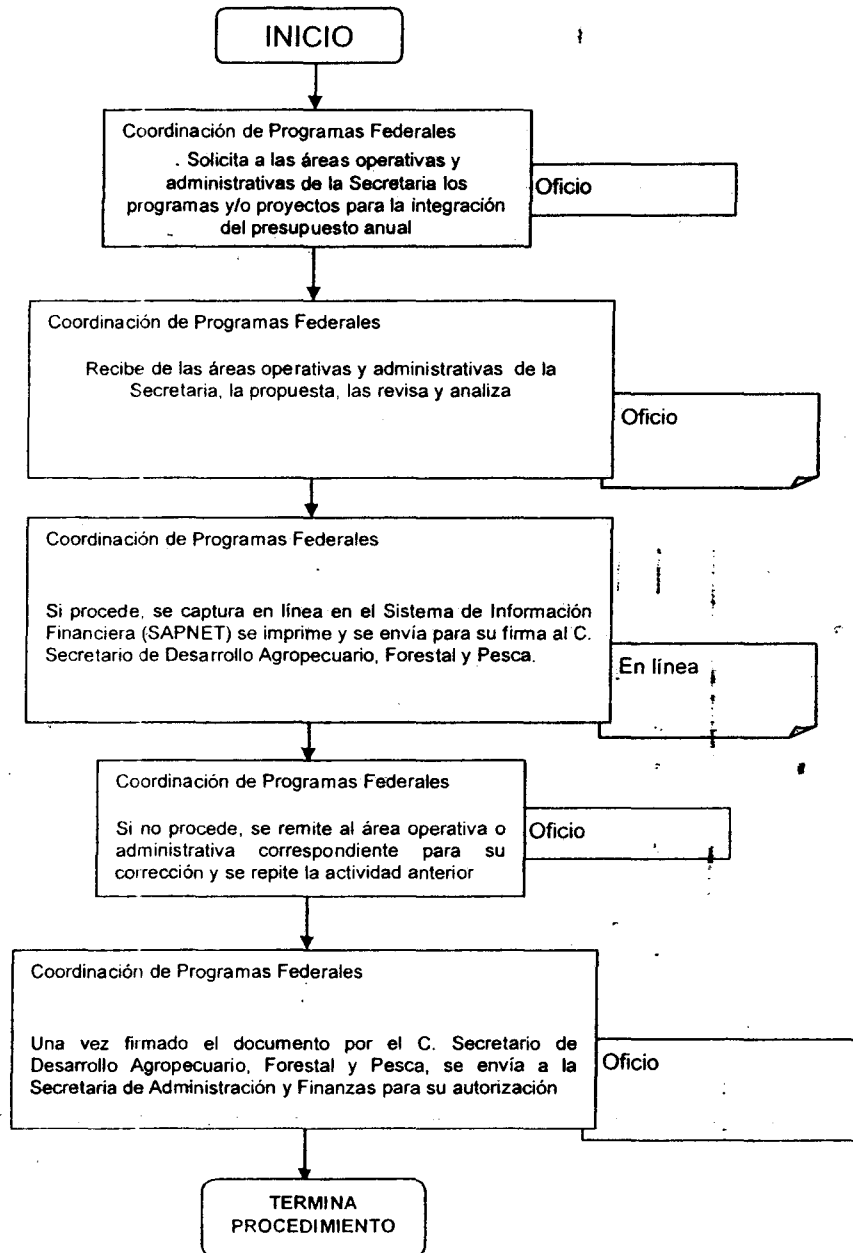 INICIO
Coordinación de Programas Federales
. Solicita a las áreas operativas y
administrativas de la Secretaria los
programas y/o proyectos para la integración
del presupuesto anual
Oficio
Coordinación de Programas Federales
Recibe de las áreas operativas y administrativas de la
Secretaria, la propuesta, las revisa y analiza
Oficio
Coordinación de Programas Federales
Si procede, se captura en línea en el Sistema de Información
Financiera (SAPNET) se imprime y se envía para su firma al C.
Secretario de Desarrollo Agropecuario, Forestal y Pesca.
En línea
Coordinación de Programas Federales
Si no procede, se remite al área operativa o
administrativa correspondiente para su
corrección y se repite la actividad anterior
Oficio
Coordinación de Programas Federales
Una vez firmado el documento por el C. Secretario de
Desarrollo Agropecuario, Forestal y Pesca, se envía a la
Secretaria de Administración y Finanzas para su autorización
Oficio
TERMINA
PROCEDIMIENTO